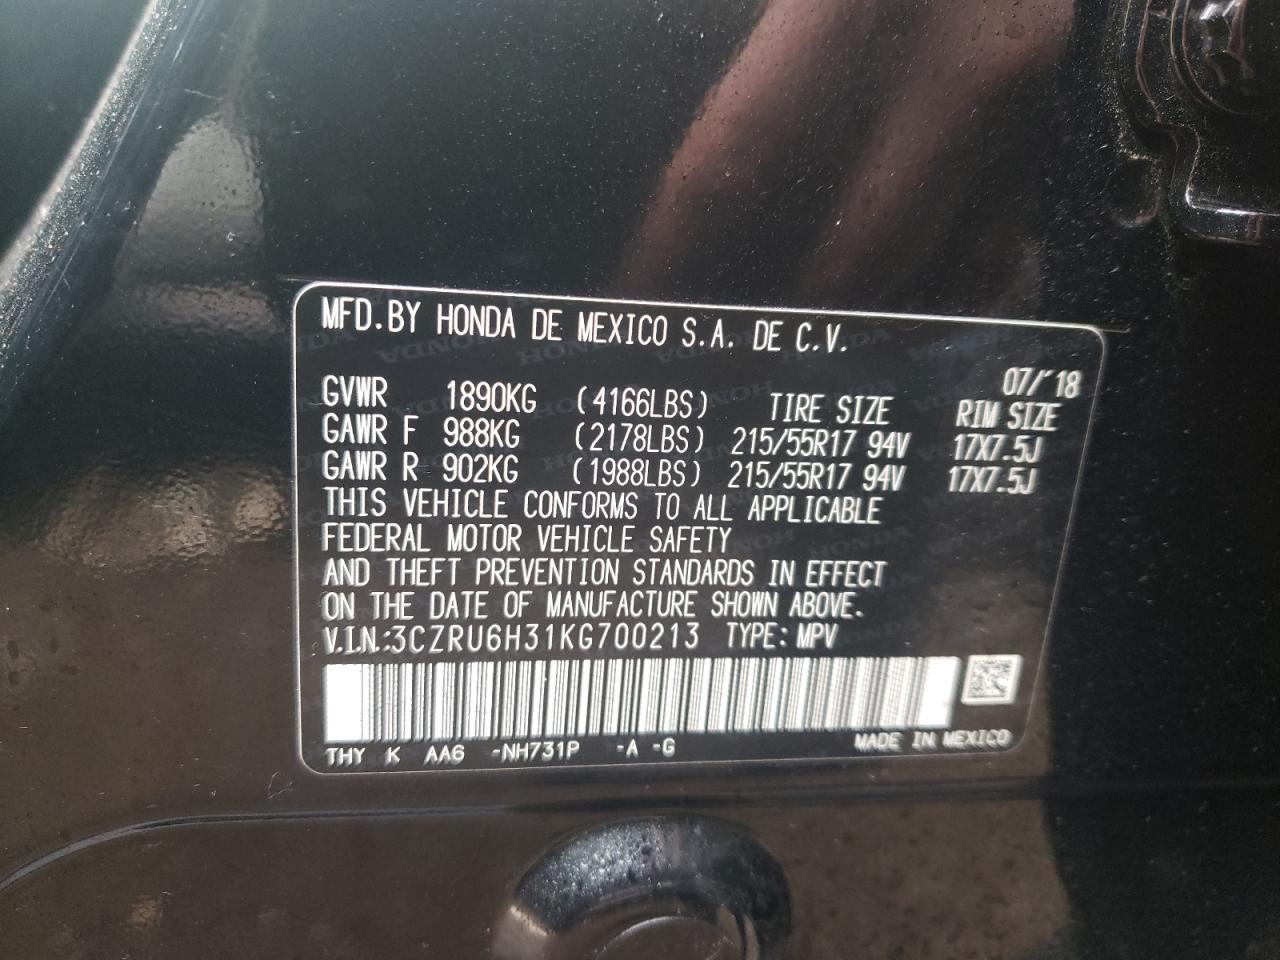 MFD.BY HONDA DE MEXICO S.A. DE C.V.
07/'18
GVWR 1890KG (4166LBS) TIRE SIZE RIM SIZE
GAWR F 988KG (2178LBS) 215/55R17 94V 17X7.5J
GAWR R 902KG (1988LBS) 215/55R17 94V 17X7.5J
THIS VEHICLE CONFORMS TO ALL APPLICABLE
FEDERAL MOTOR VEHICLE SAFETY
AND THEFT PREVENTION STANDARDS IN EFFECT
ON THE DATE OF MANUFACTURE SHOWN ABOVE.
V.I.N.:3CZRU6H31KG700213 TYPE: MPV
THY K AA6 -NH731P -A -G MADE IN MEXICO